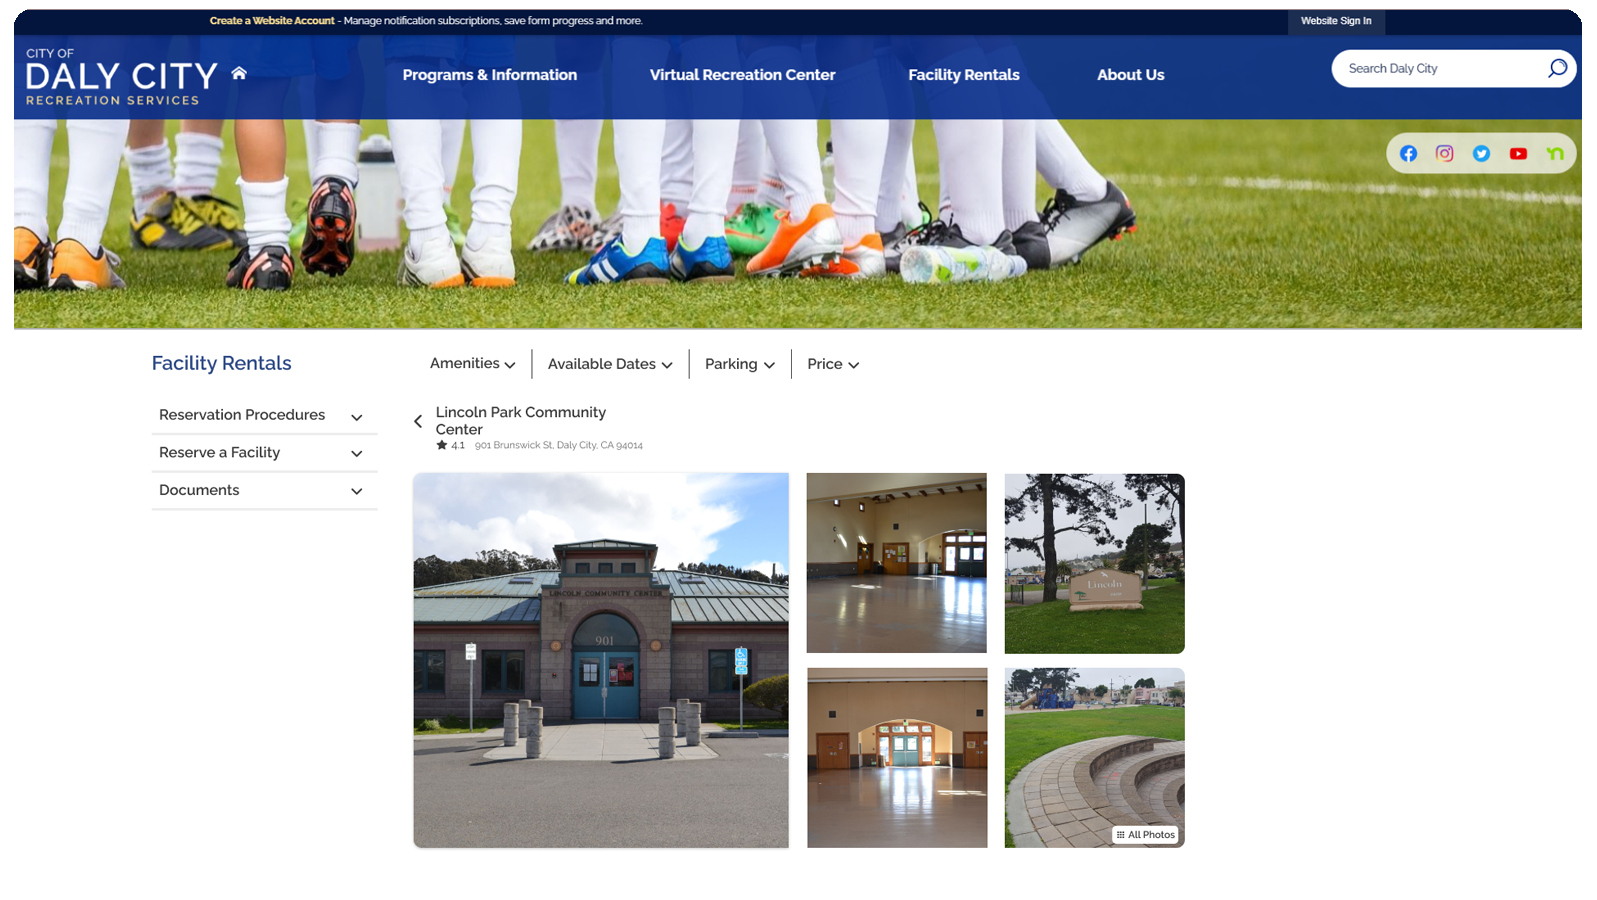 Create a Website Account - Manage notification subscriptions, save form progress and more.
Website Sign In
CITY OF
DALY CITY
RECREATION SERVICES
Programs & Information
Virtual Recreation Center
Facility Rentals
About Us
Search Daly City
Facility Rentals
Amenities
Available Dates
Parking
Price
Reservation Procedures
Reserve a Facility
Documents
Lincoln Park Community
Center
4.1
901 Brunswick St, Daly City, CA 94014
LINCOLN COMMUNITY CENTER
901
Lincoln
All Photos